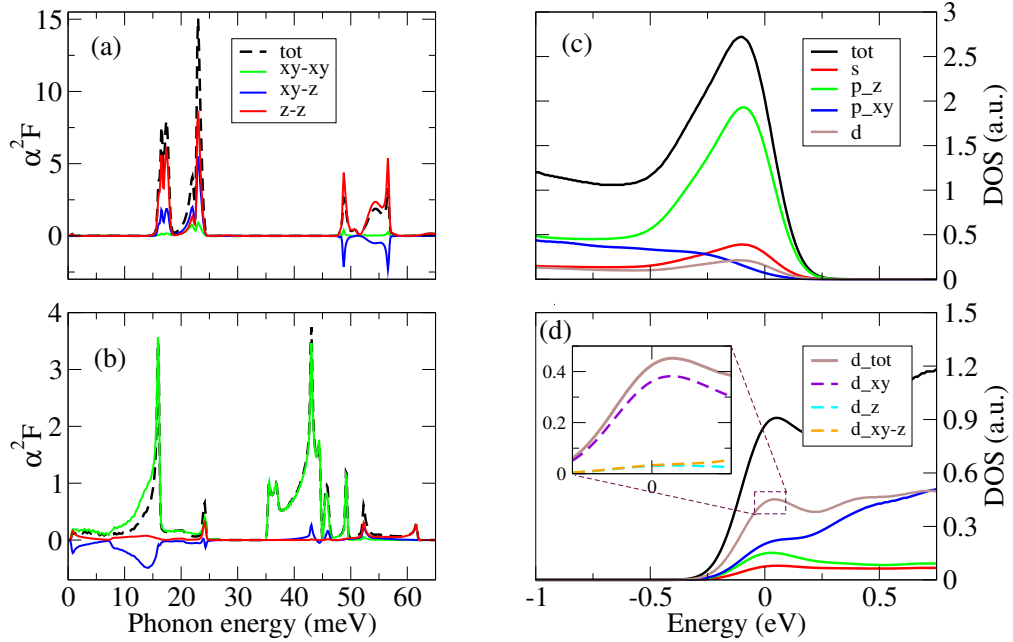 (a)
tot
xy-xy
xy-z
z-z
15
10
5
0
α²F
(c)
tot
s
p_z
p_xy
d
3
2.5
2
1.5
1
0.5
0
DOS (a.u.)
(b)
4
3
2
1
0
α²F
0 10 20 30 40 50 60
Phonon energy (meV)
(d)
0.4
0.2
0
0
d_tot
d_xy
d_z
d_xy-z
1.5
1.2
0.9
0.6
0.3
0
DOS (a.u.)
-1 -0.5 0 0.5
Energy (eV)